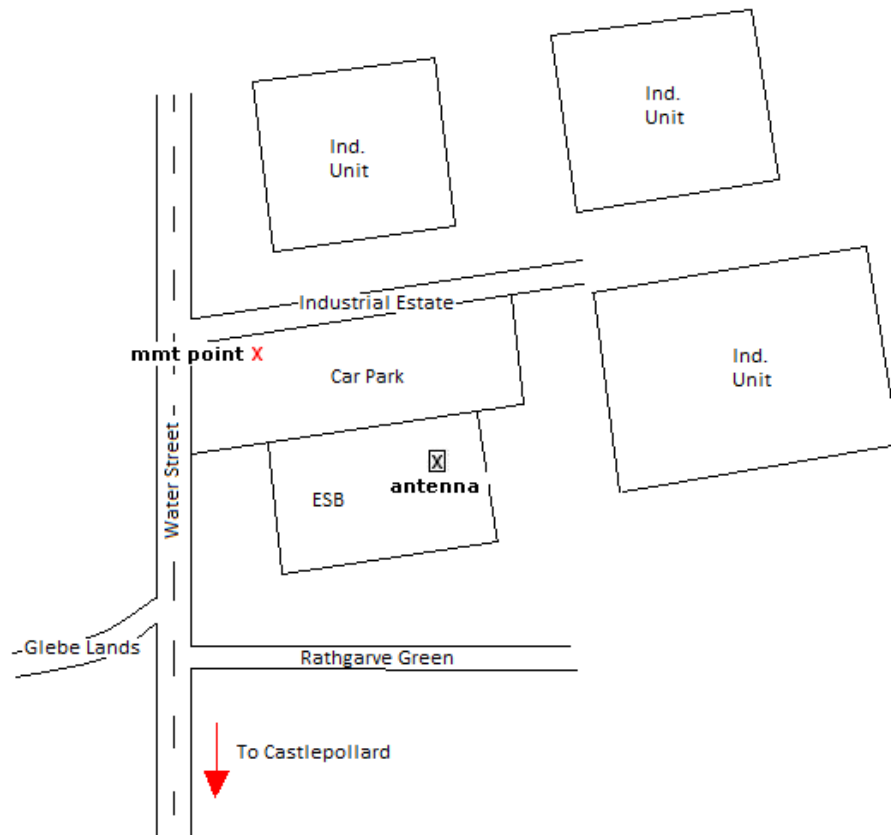 Ind.
Unit
Ind.
Unit
Industrial Estate
mmt point X
Car Park
Ind.
Unit
Water Street
X
antenna
ESB
Glebe Lands
Rathgarve Green
To Castlepollard